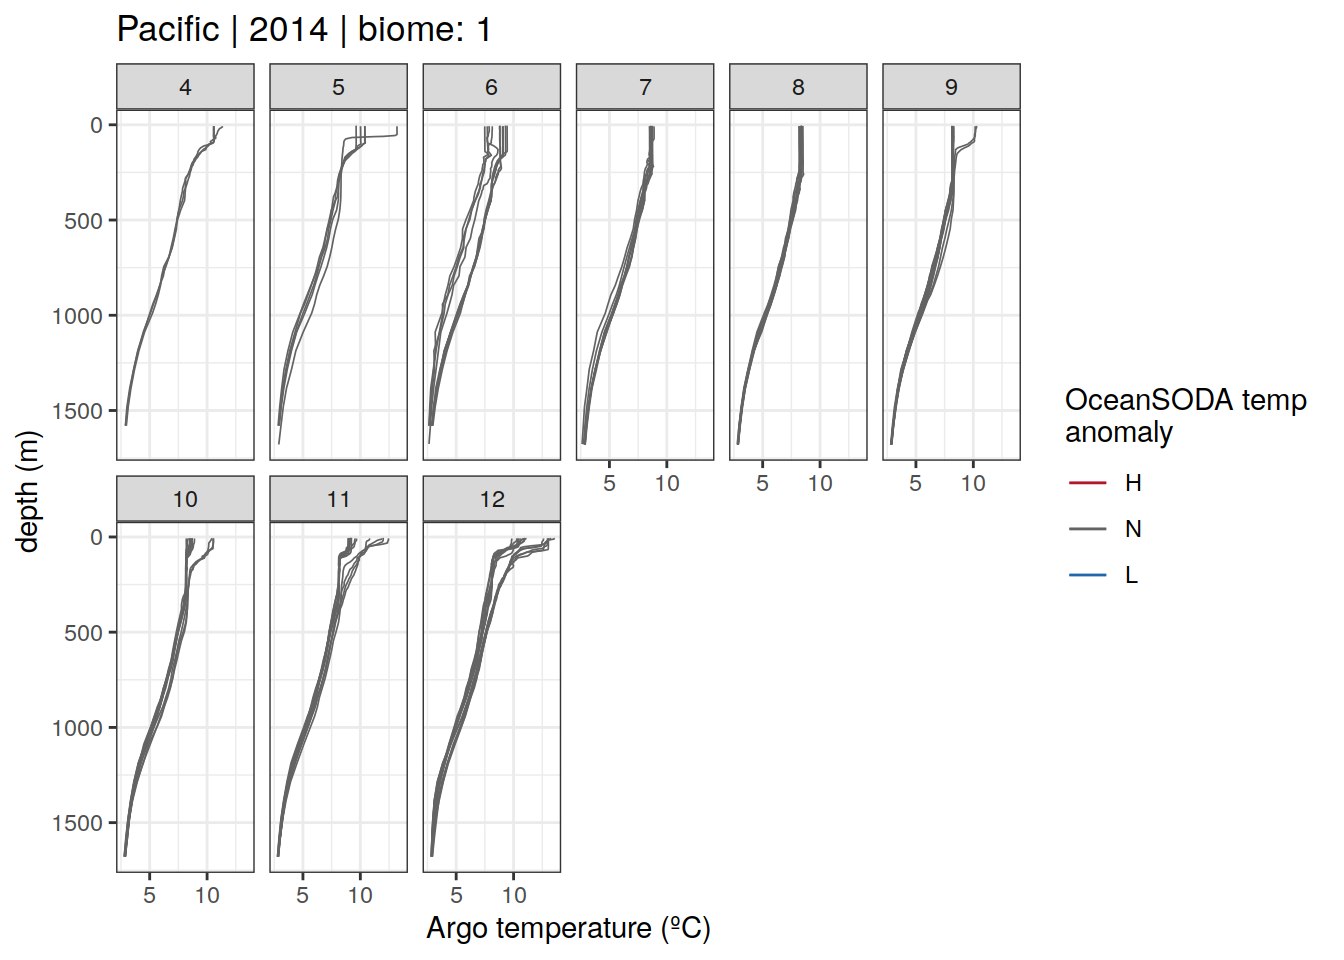 Pacific | 2014 | biome: 1
4 5 6 7 8 9
0
500
1000
1500
5 10 5 10 5 10
10 11 12
0
500
1000
1500
5 10 5 10 5 10
depth (m)
Argo temperature (ºC)
OceanSODA temp
anomaly
H
N
L